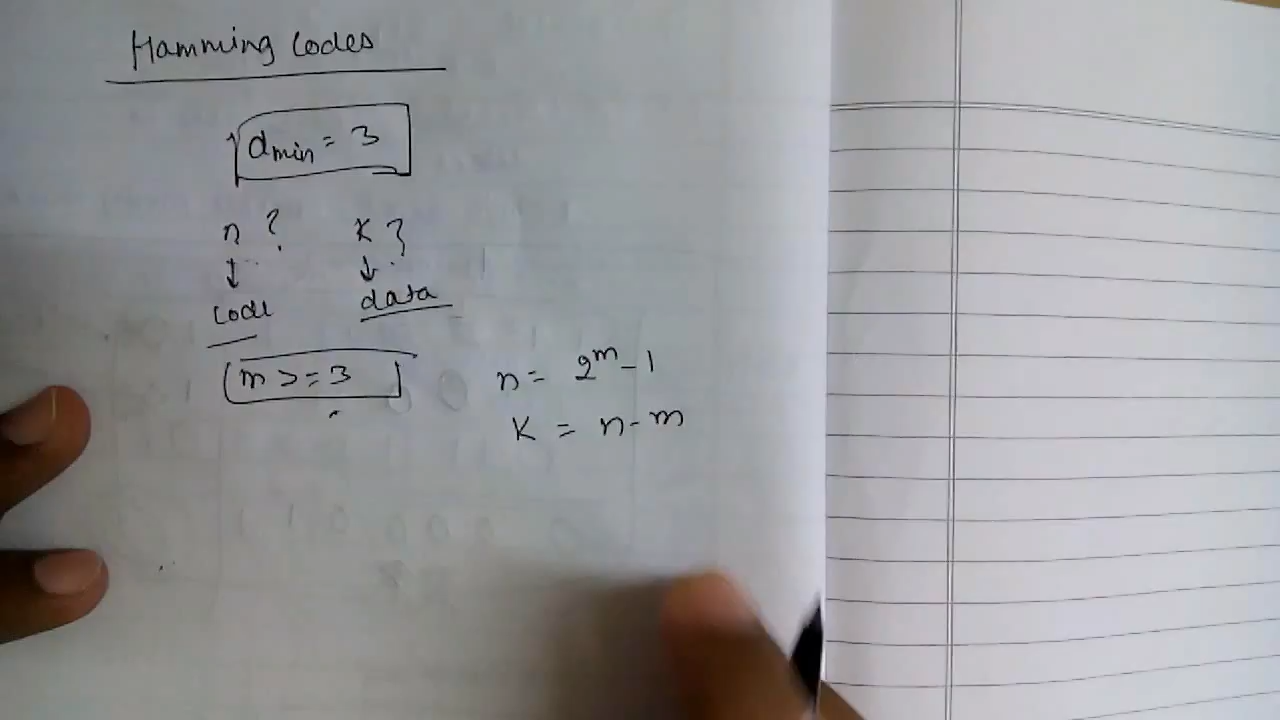 Hamming Codes
dmin = 3
n ? K ?
↓ ↓
code data
m >= 3
n = 2^m - 1
K = n - m